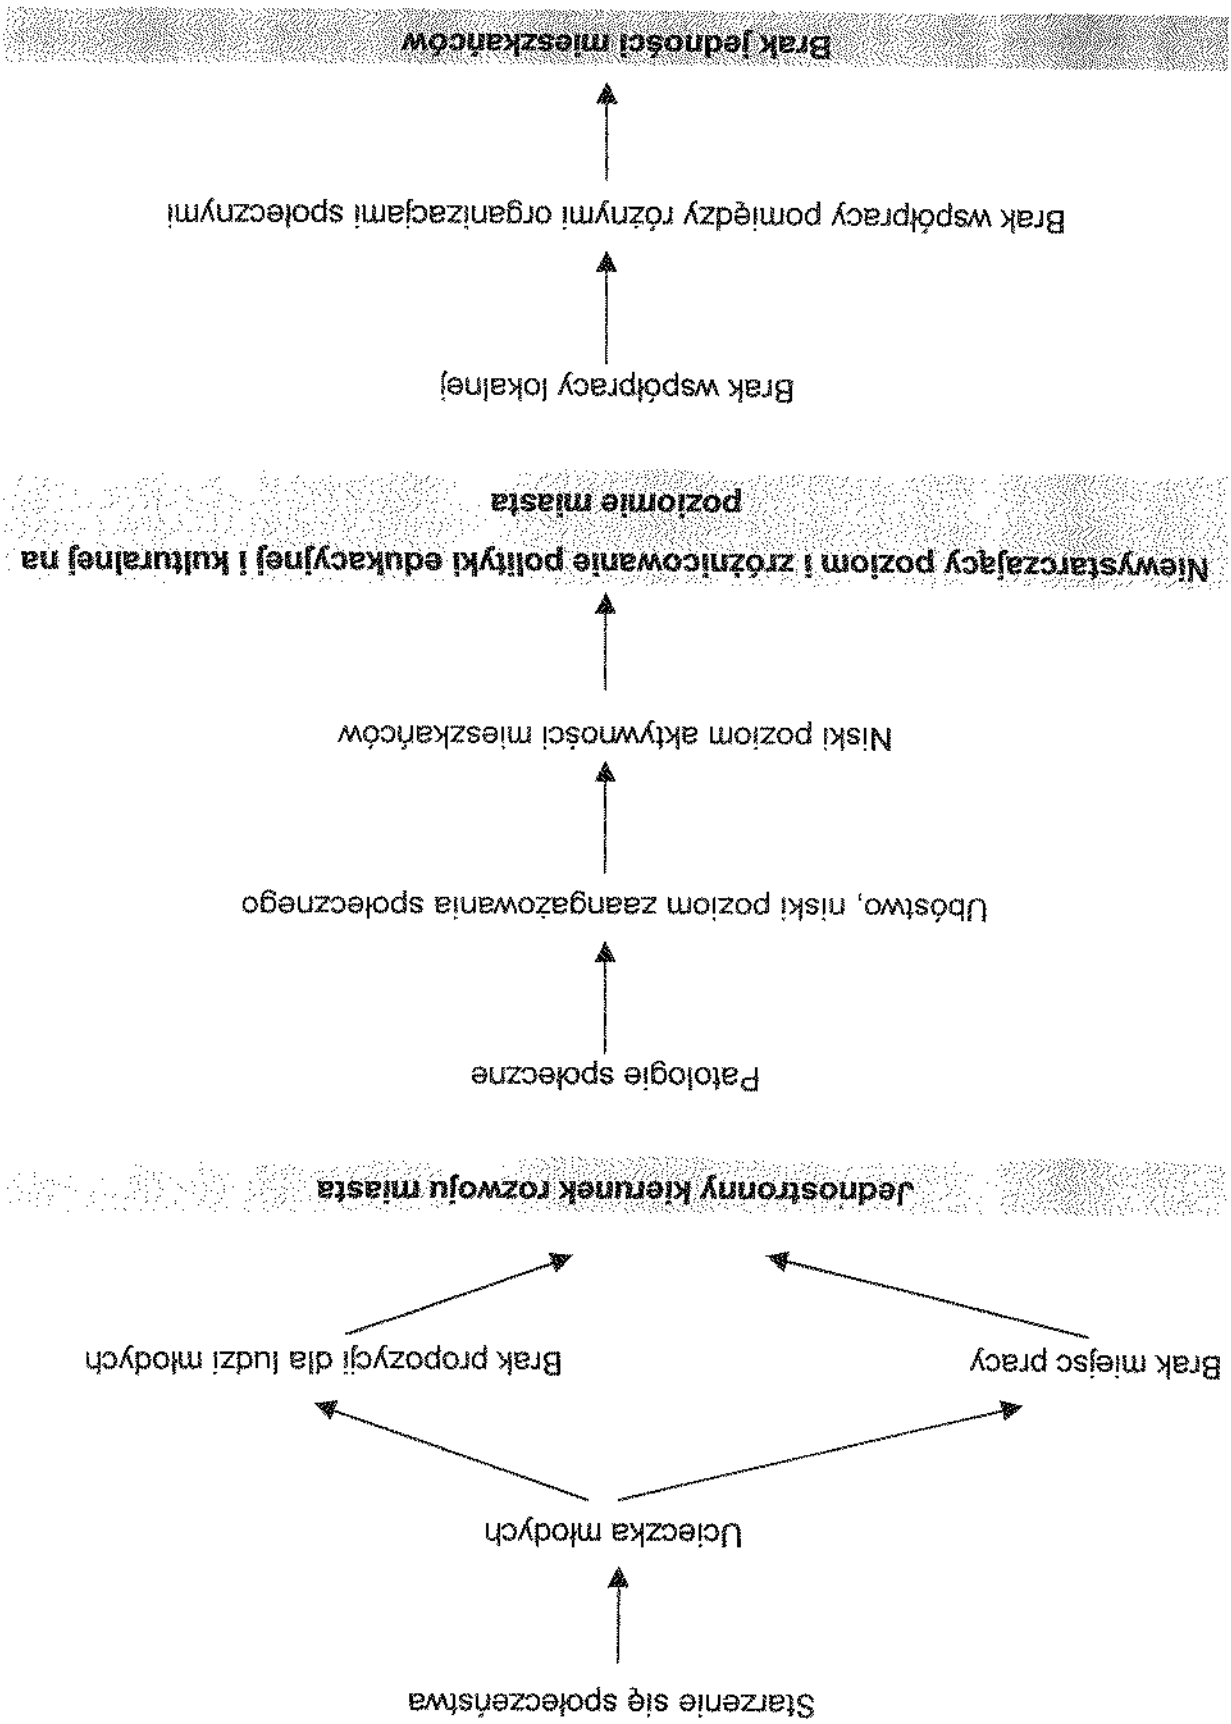 Starzenie się społeczeństwa
Ucieczka młodych
Brak miejsc pracy
Brak propozycji dla ludzi młodych
Jednostronny kierunek rozwoju miasta
Patologie społeczne
Ubóstwo, niski poziom zaangażowania społecznego
Niski poziom aktywności mieszkańców
Niewystarczający poziom i zróżnicowanie polityki edukacyjnej i kulturalnej na
poziomie miasta
Brak współpracy lokalnej
Brak współpracy pomiędzy różnymi organizacjami społecznymi
Brak jedności mieszkańców